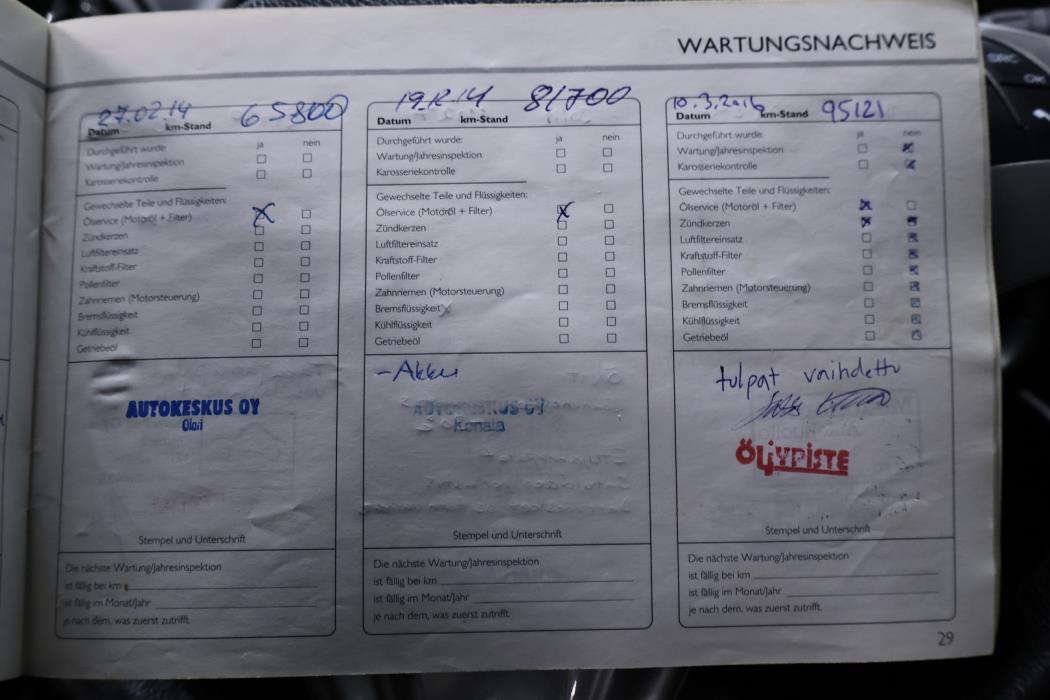 WARTUNGSNACHWEIS
27.02.14 65800
Datum km-Stand
Durchgeführt wurde: ja nein
Wartung/Jahresinspektion
Karosseriekontrolle
Gewechselte Teile und Flüssigkeiten:
Ölservice (Motoröl + Filter)
Zündkerzen
Luftfiltereinsatz
Kraftstoff-Filter
Pollenfilter
Zahnriemen (Motorsteuerung)
Bremsflüssigkeit
Kühlflüssigkeit
Getriebeöl
AUTOKESKUS OY
Olari
Stempel und Unterschrift
Die nächste Wartung/Jahresinspektion
ist fällig bei km
ist fällig im Monat/Jahr
je nach dem, was zuerst zutrifft.
19.12.14 81700
Datum km-Stand
Durchgeführt wurde: ja nein
Wartung/Jahresinspektion
Karosseriekontrolle
Gewechselte Teile und Flüssigkeiten:
Ölservice (Motoröl + Filter)
Zündkerzen
Luftfiltereinsatz
Kraftstoff-Filter
Pollenfilter
Zahnriemen (Motorsteuerung)
Bremsflüssigkeit
Kühlflüssigkeit
Getriebeöl
- Akku
AUTOKESKUS OY
Konala
Stempel und Unterschrift
Die nächste Wartung/Jahresinspektion
ist fällig bei km
ist fällig im Monat/Jahr
je nach dem, was zuerst zutrifft.
10.3.2016 95121
Datum km-Stand
Durchgeführt wurde: ja nein
Wartung/Jahresinspektion
Karosseriekontrolle
Gewechselte Teile und Flüssigkeiten:
Ölservice (Motoröl + Filter)
Zündkerzen
Luftfiltereinsatz
Kraftstoff-Filter
Pollenfilter
Zahnriemen (Motorsteuerung)
Bremsflüssigkeit
Kühlflüssigkeit
Getriebeöl
tulpat vaihdettu
ÖLJYPISTE
Stempel und Unterschrift
Die nächste Wartung/Jahresinspektion
ist fällig bei km
ist fällig im Monat/Jahr
je nach dem, was zuerst zutrifft.
29
SRC
OK